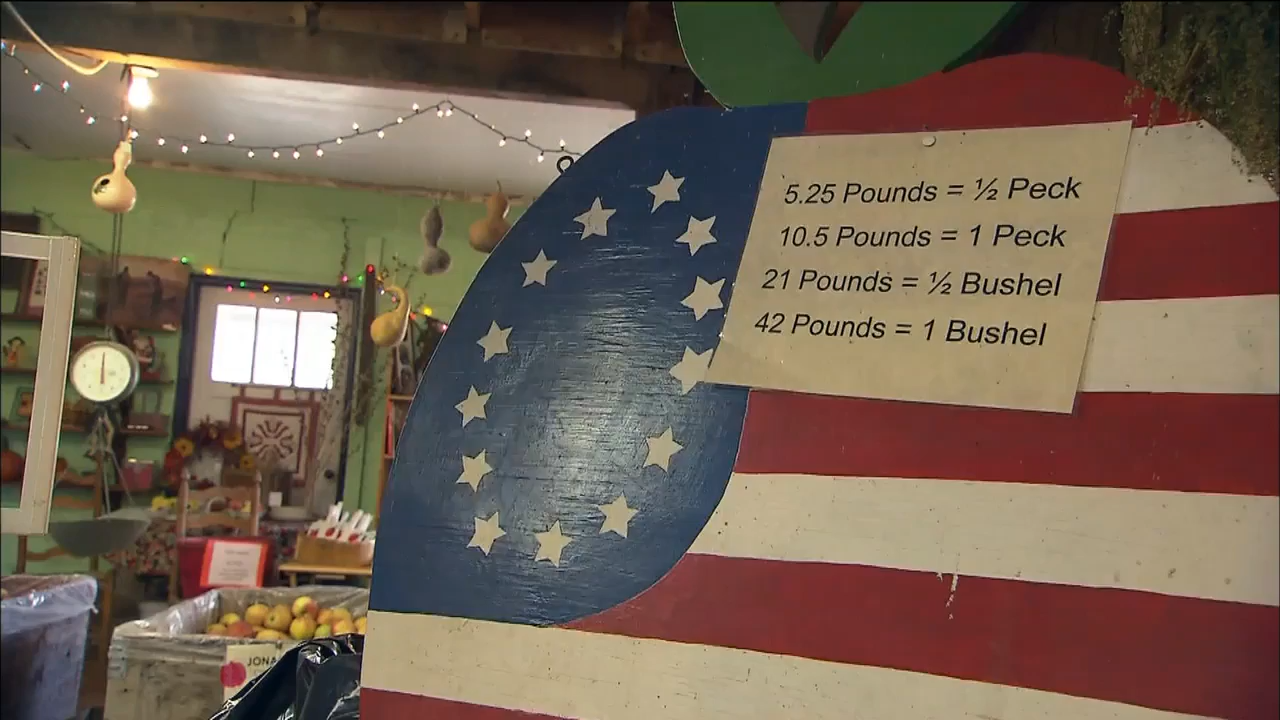 5.25 Pounds = ½ Peck
10.5 Pounds = 1 Peck
21 Pounds = ½ Bushel
42 Pounds = 1 Bushel
JONA